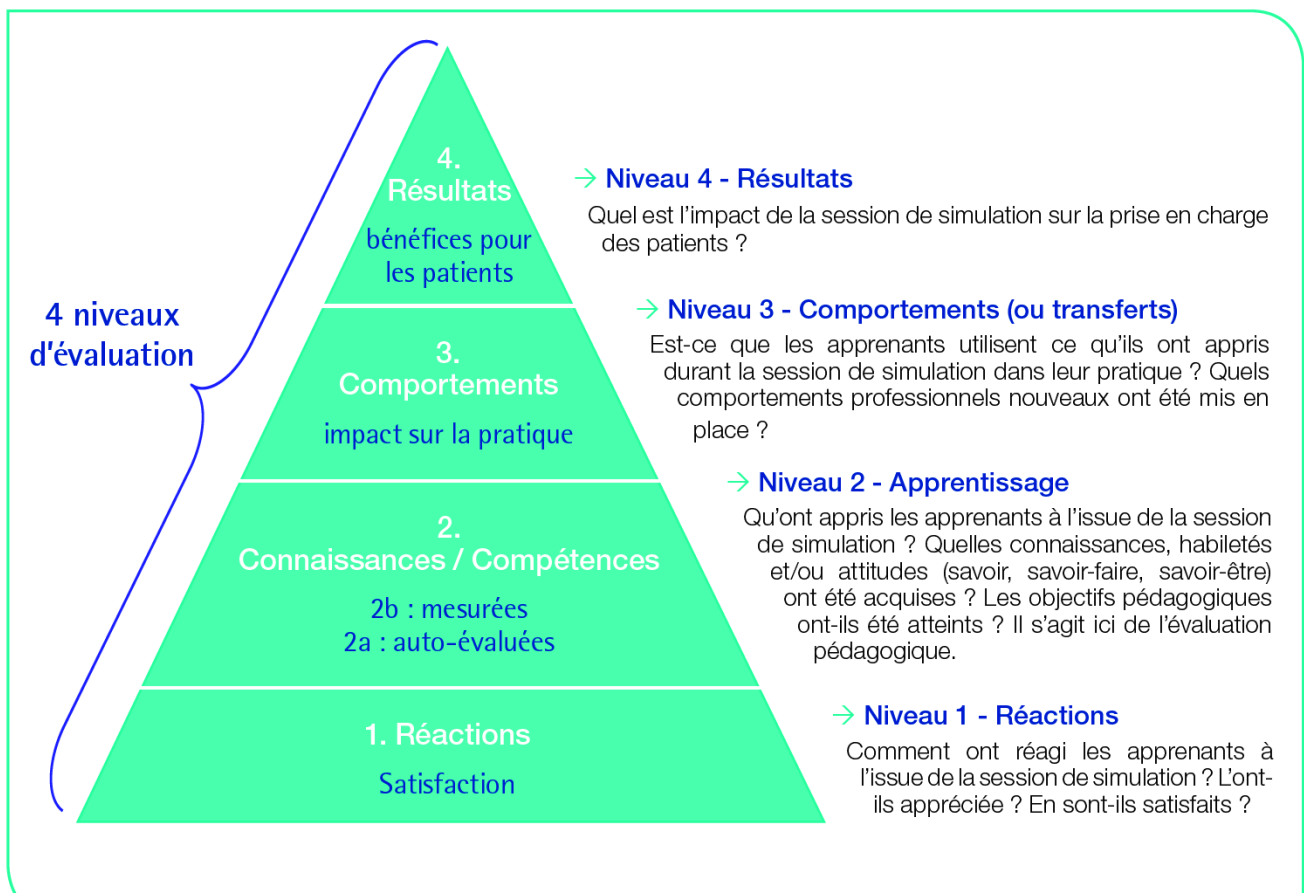 4 niveaux
d'évaluation
4.
Résultats
bénéfices pour
les patients
3.
Comportements
impact sur la pratique
2.
Connaissances / Compétences
2b : mesurées
2a : auto-évaluées
1. Réactions
Satisfaction
→ Niveau 4 - Résultats
Quel est l'impact de la session de simulation sur la prise en charge
des patients ?
→ Niveau 3 - Comportements (ou transferts)
Est-ce que les apprenants utilisent ce qu'ils ont appris
durant la session de simulation dans leur pratique ? Quels
comportements professionnels nouveaux ont été mis en
place ?
→ Niveau 2 - Apprentissage
Qu'ont appris les apprenants à l'issue de la session
de simulation ? Quelles connaissances, habiletés
et/ou attitudes (savoir, savoir-faire, savoir-être)
ont été acquises ? Les objectifs pédagogiques
ont-ils été atteints ? Il s'agit ici de l'évaluation
pédagogique.
→ Niveau 1 - Réactions
Comment ont réagi les apprenants à
l'issue de la session de simulation ? L'ont-
ils appréciée ? En sont-ils satisfaits ?